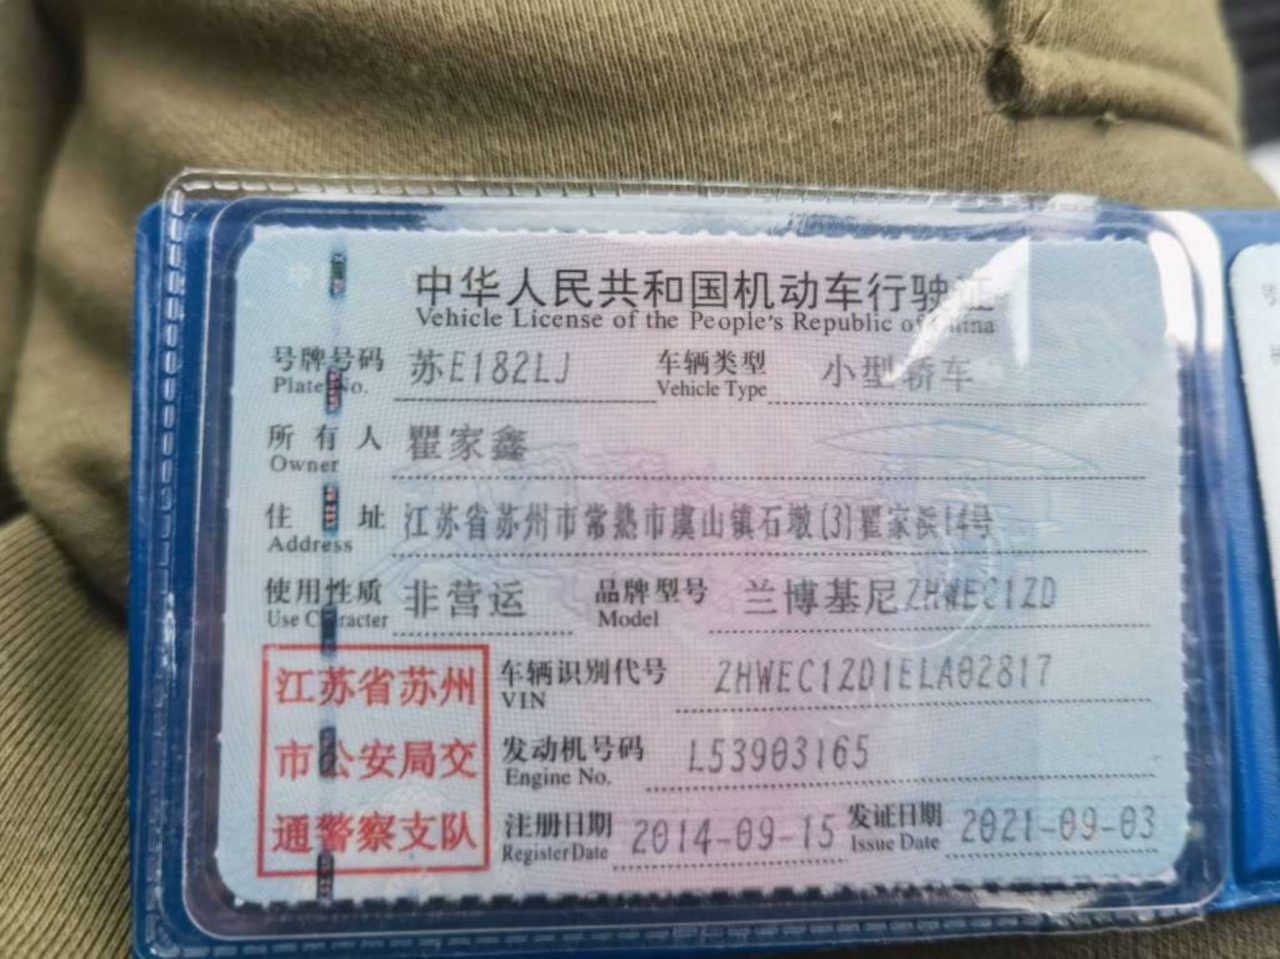 中华人民共和国机动车行驶证
Vehicle License of the People's Republic of China
号牌号码 苏E182LJ 车辆类型 小型轿车
Plate No. Vehicle Type
所有人 瞿家鑫
Owner
住址 江苏省苏州市常熟市虞山镇石墩(3)瞿家浜14号
Address
使用性质 非营运 品牌型号 兰博基尼ZHWEC1ZD
Use Character Model
江苏省苏州
市公安局交
通警察支队
车辆识别代号 ZHWEC1ZD1ELA02817
VIN
发动机号码 L53903165
Engine No.
注册日期 2014-09-15 发证日期 2021-09-03
Register Date Issue Date